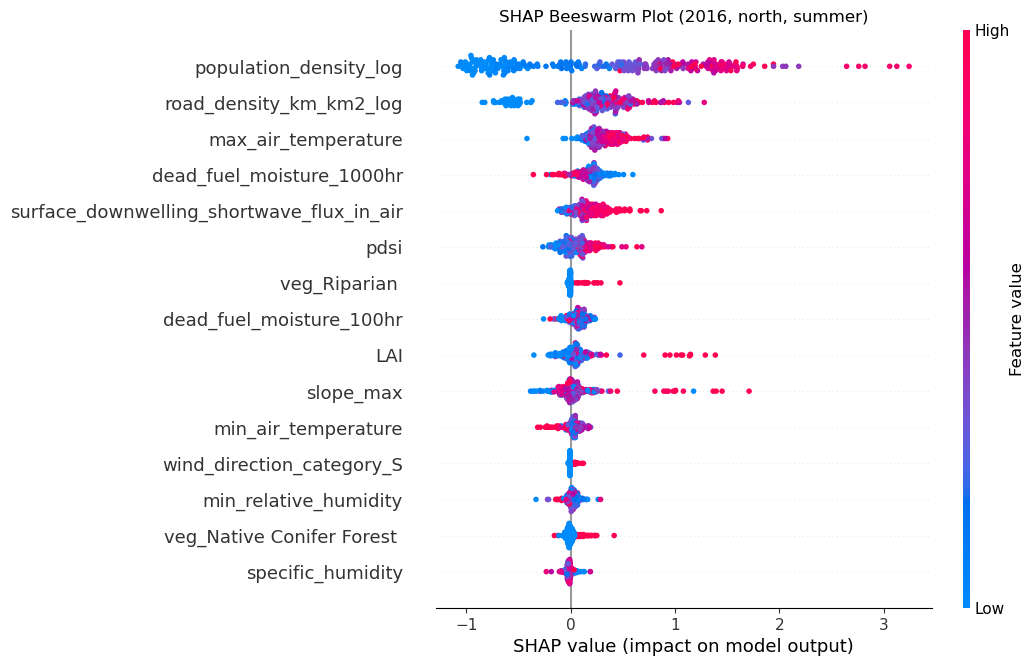 SHAP Beeswarm Plot (2016, north, summer)
High
population_density_log
road_density_km_km2_log
max_air_temperature
dead_fuel_moisture_1000hr
surface_downwelling_shortwave_flux_in_air
pdsi
veg_Riparian
dead_fuel_moisture_100hr
LAI
slope_max
min_air_temperature
wind_direction_category_S
min_relative_humidity
veg_Native Conifer Forest
specific_humidity
Feature value
Low
−1 0 1 2 3
SHAP value (impact on model output)